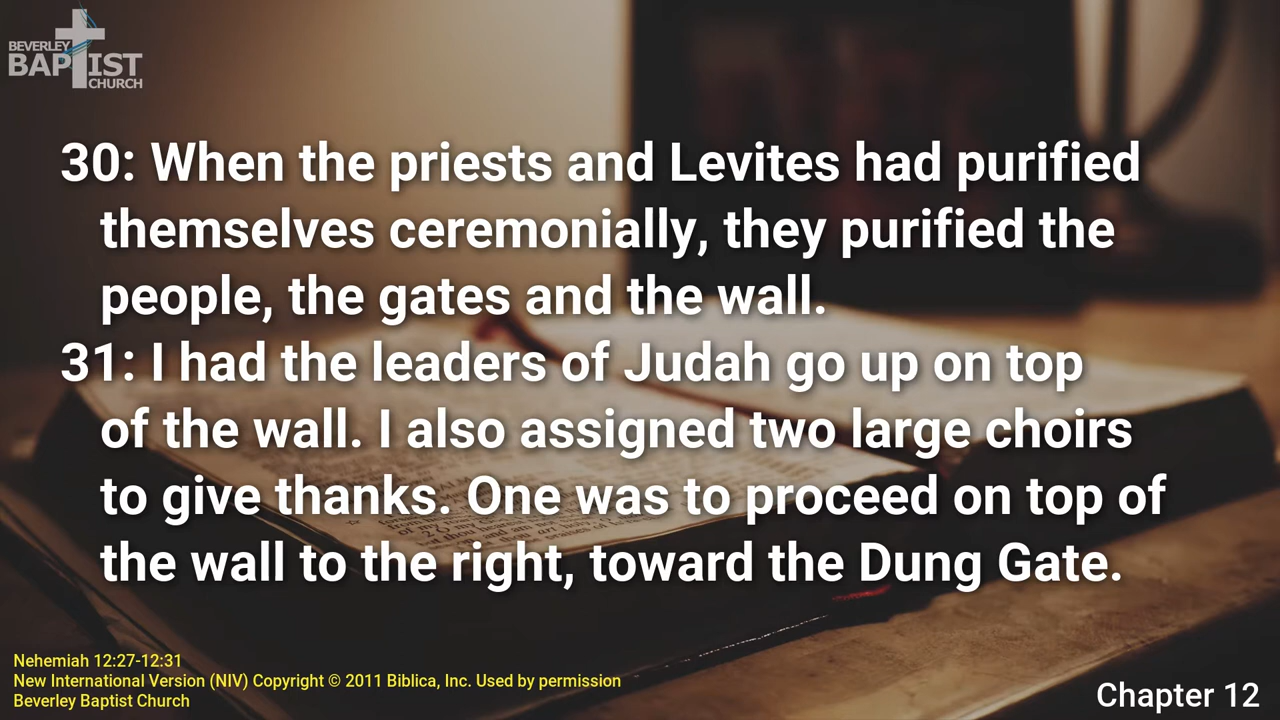 BEVERLEY
BAPTIST
CHURCH
30: When the priests and Levites had purified
themselves ceremonially, they purified the
people, the gates and the wall.
31: I had the leaders of Judah go up on top
of the wall. I also assigned two large choirs
to give thanks. One was to proceed on top of
the wall to the right, toward the Dung Gate.
Nehemiah 12:27-12:31
New International Version (NIV) Copyright © 2011 Biblica, Inc. Used by permission
Beverley Baptist Church
Chapter 12